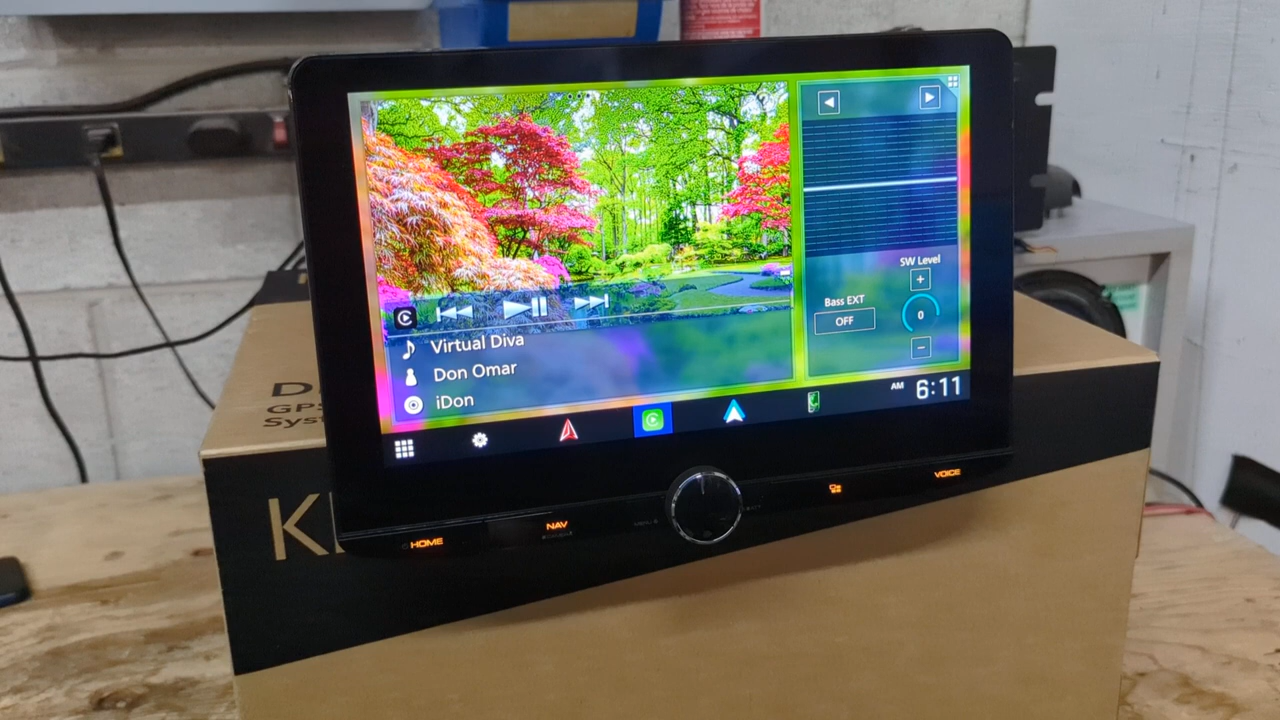 SW Level
+
Bass EXT
OFF
0
−
Virtual Diva
Don Omar
iDon
AM 6:11
HOME
NAV
VOICE
D
GPS
Syst
K